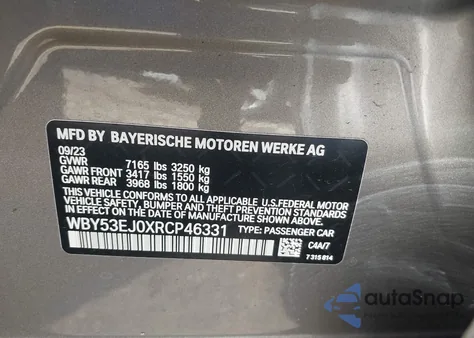 MFD BY BAYERISCHE MOTOREN WERKE AG
09/23
GVWR 7165 lbs 3250 kg
GAWR FRONT 3417 lbs 1550 kg
GAWR REAR 3968 lbs 1800 kg
THIS VEHICLE CONFORMS TO ALL APPLICABLE U.S.FEDERAL MOTOR
VEHICLE SAFETY, BUMPER, AND THEFT PREVENTION STANDARDS IN
EFFECT ON THE DATE OF MANUFACTURE SHOWN ABOVE.
WBY53EJ0XRCP46331 TYPE: PASSENGER CAR
CAA/7
7 315 814
autoSnap